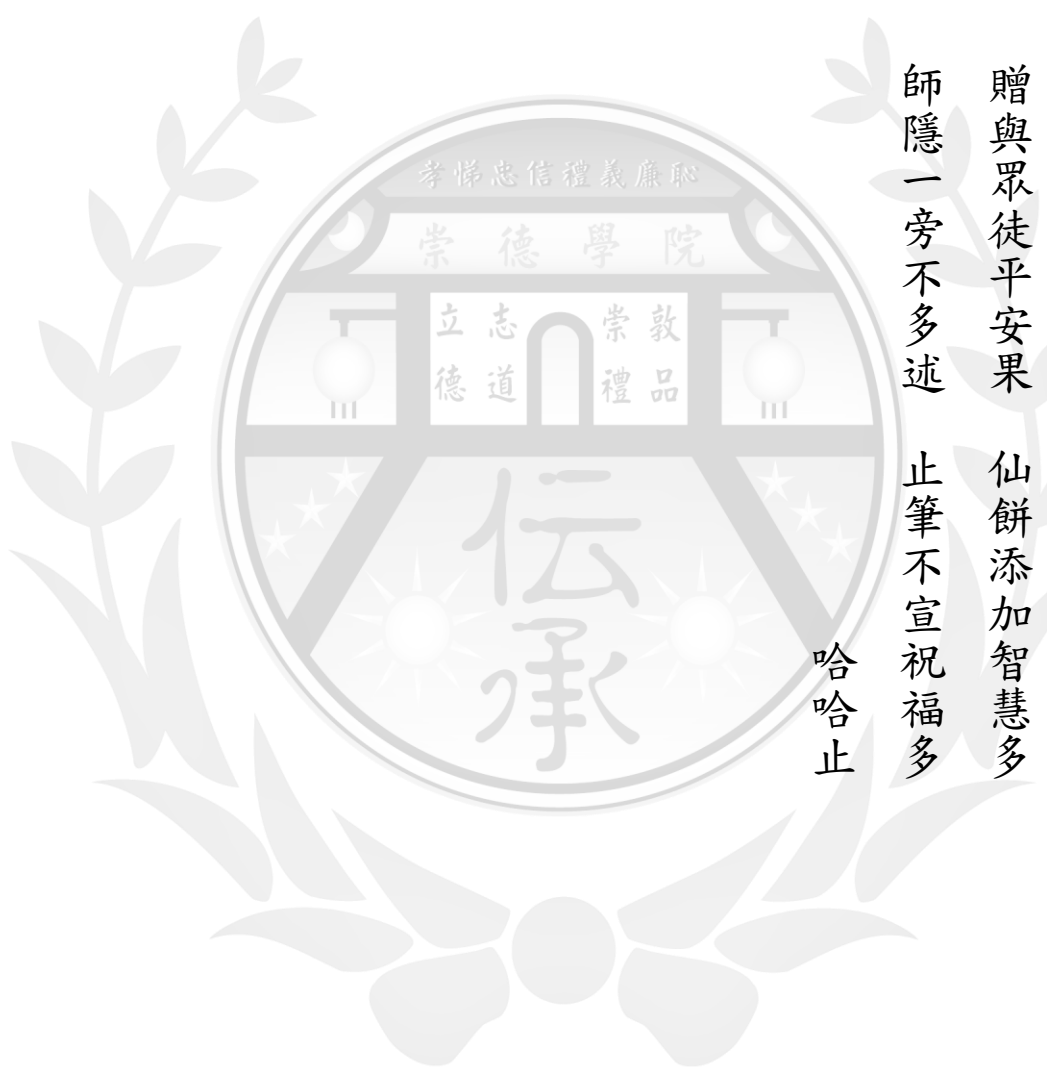 贈與眾徒平安果　仙餅添加智慧多
師隱一旁不多述　止筆不宣祝福多
哈哈止
孝悌忠信禮義廉恥
崇德學院
立志　崇敦
德道　禮品
伝承